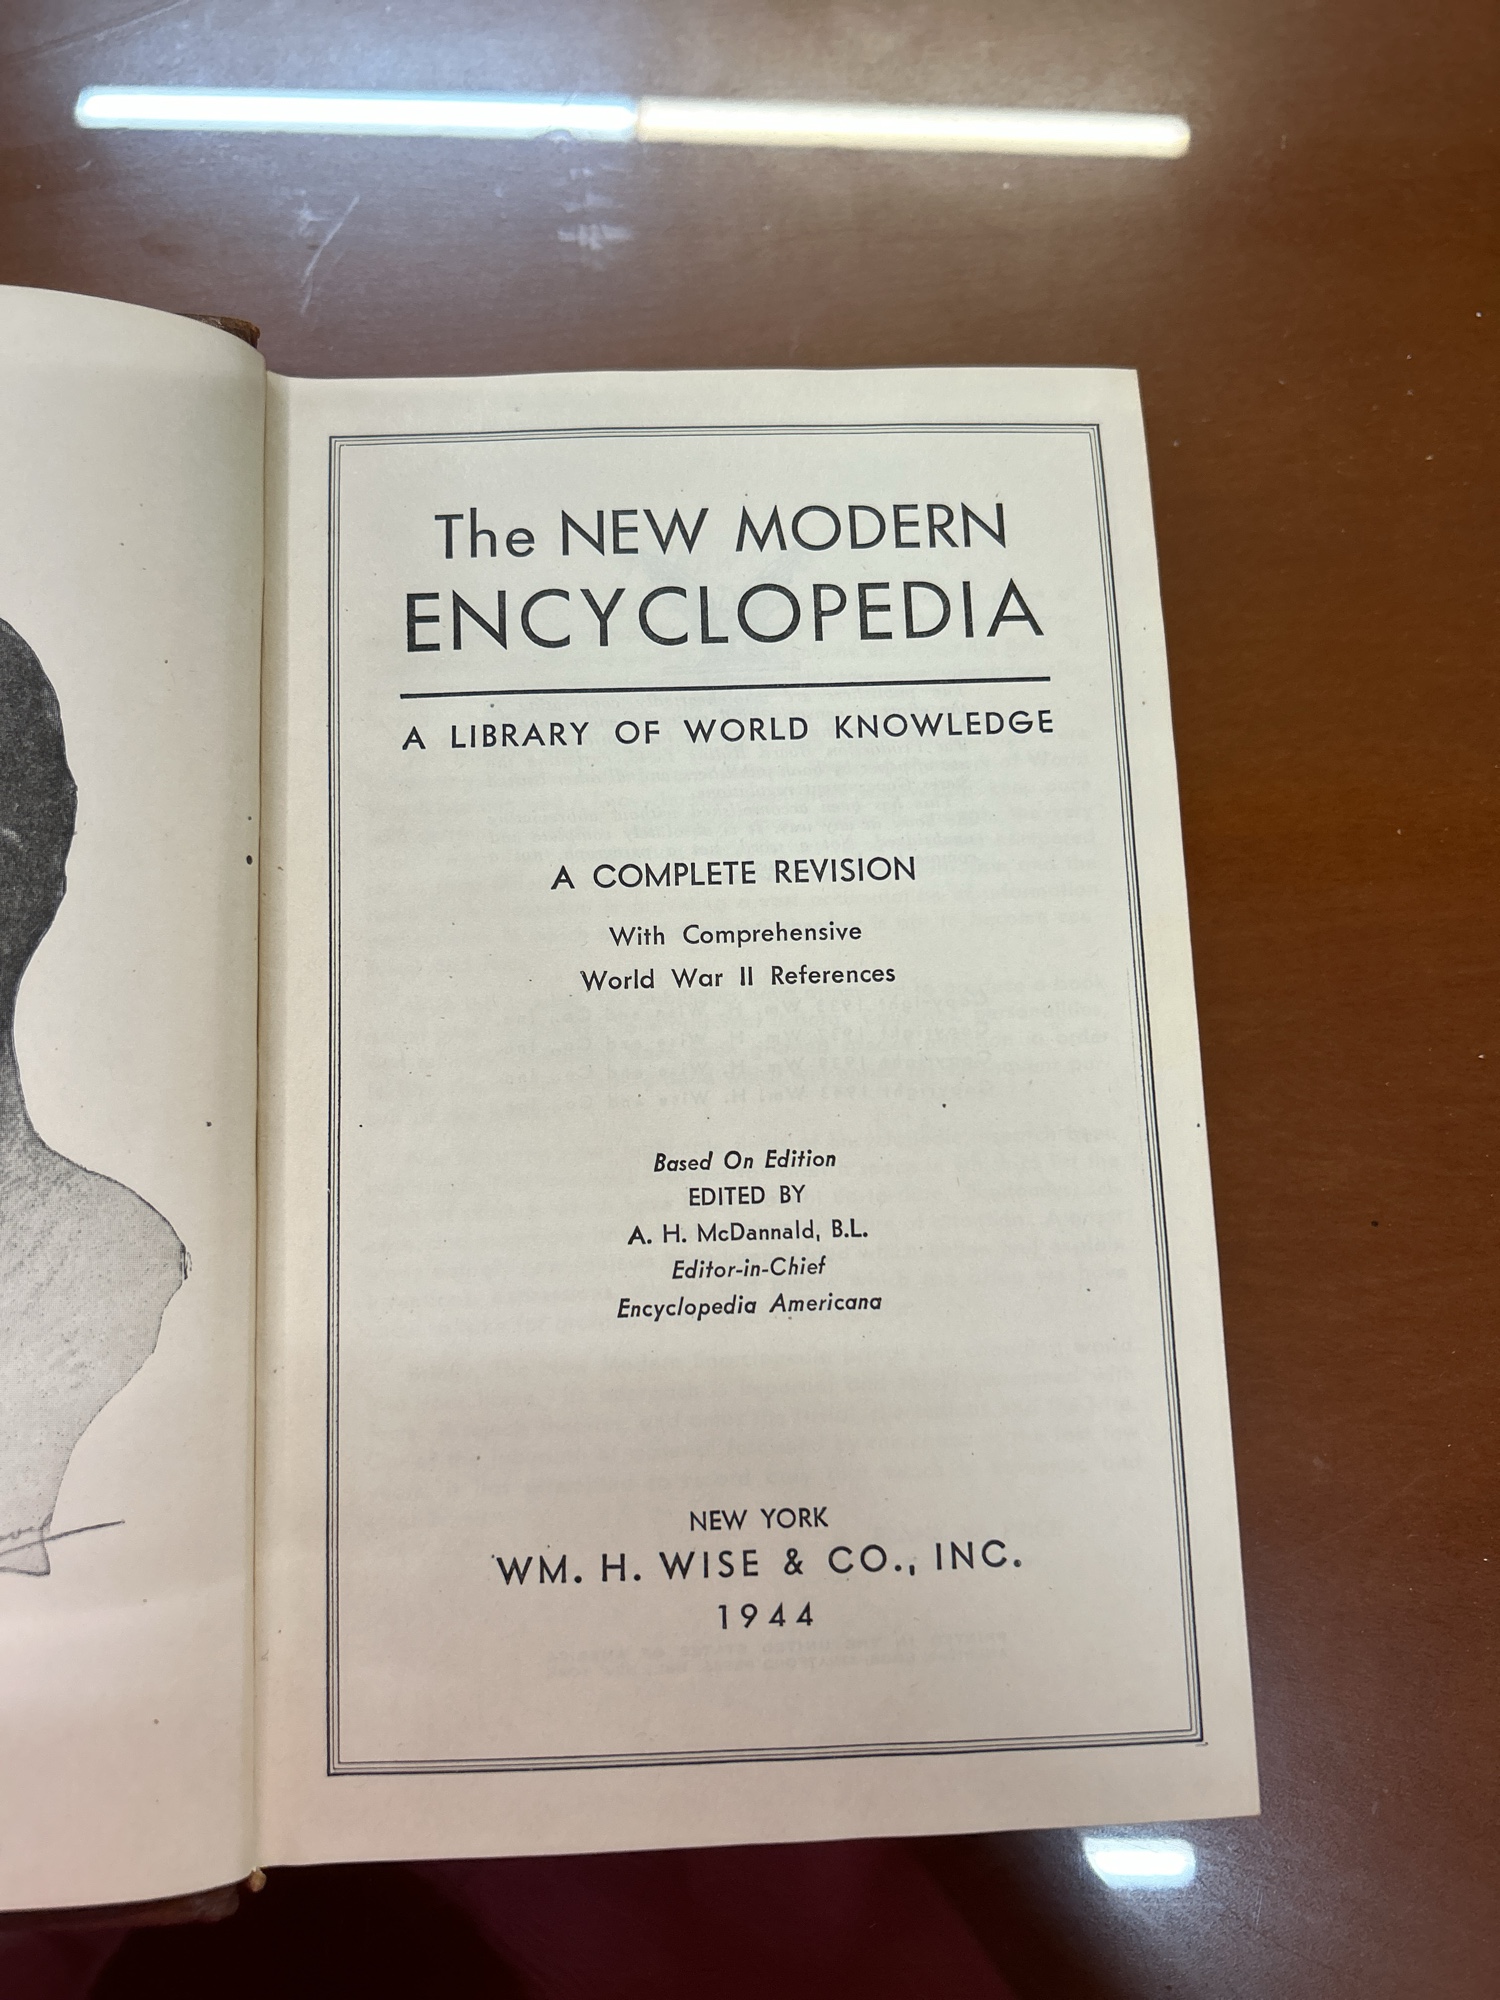 The NEW MODERN
ENCYCLOPEDIA
A LIBRARY OF WORLD KNOWLEDGE
A COMPLETE REVISION
With Comprehensive
World War II References
Based On Edition
EDITED BY
A. H. McDannald, B.L.
Editor-in-Chief
Encyclopedia Americana
NEW YORK
WM. H. WISE & CO., INC.
1944